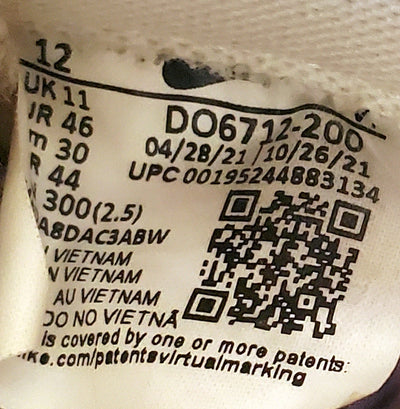 12
UK 11
UR 46
m 30
R 44
300(2.5)
A8DAC3ABW
VIETNAM
N VIETNAM
AU VIETNAM
DO NO VIETNÃ
DO6712-200
04/28/21 10/26/21
UPC 00195244883134
is covered by one or more patents:
ike.com/patentsvirtualmarking